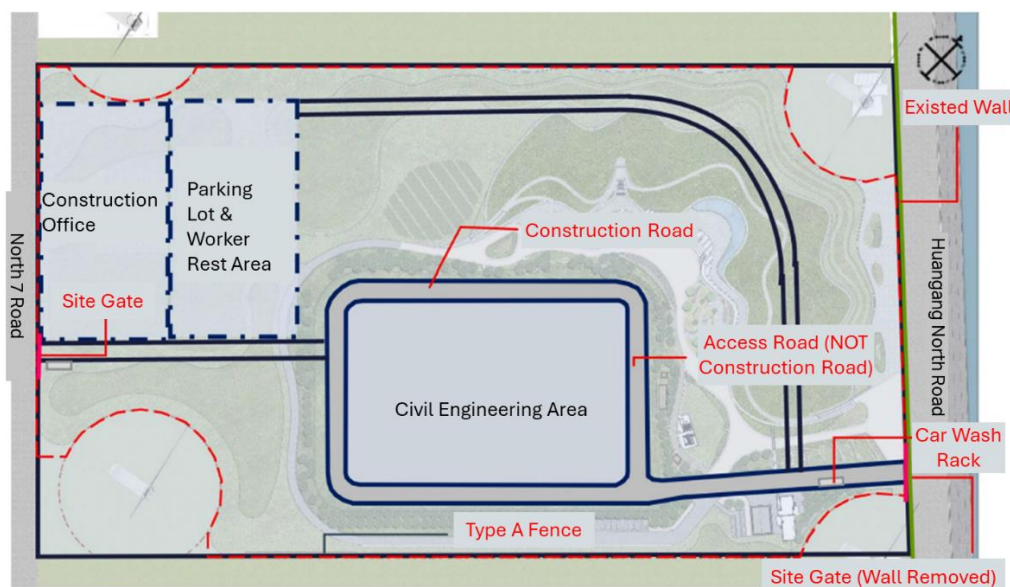 Existed Wall
Construction
Office
Parking
Lot &
Worker
Rest Area
Construction Road
North 7 Road
Huangang North Road
Site Gate
Access Road (NOT
Construction Road)
Civil Engineering Area
Car Wash
Rack
Type A Fence
Site Gate (Wall Removed)